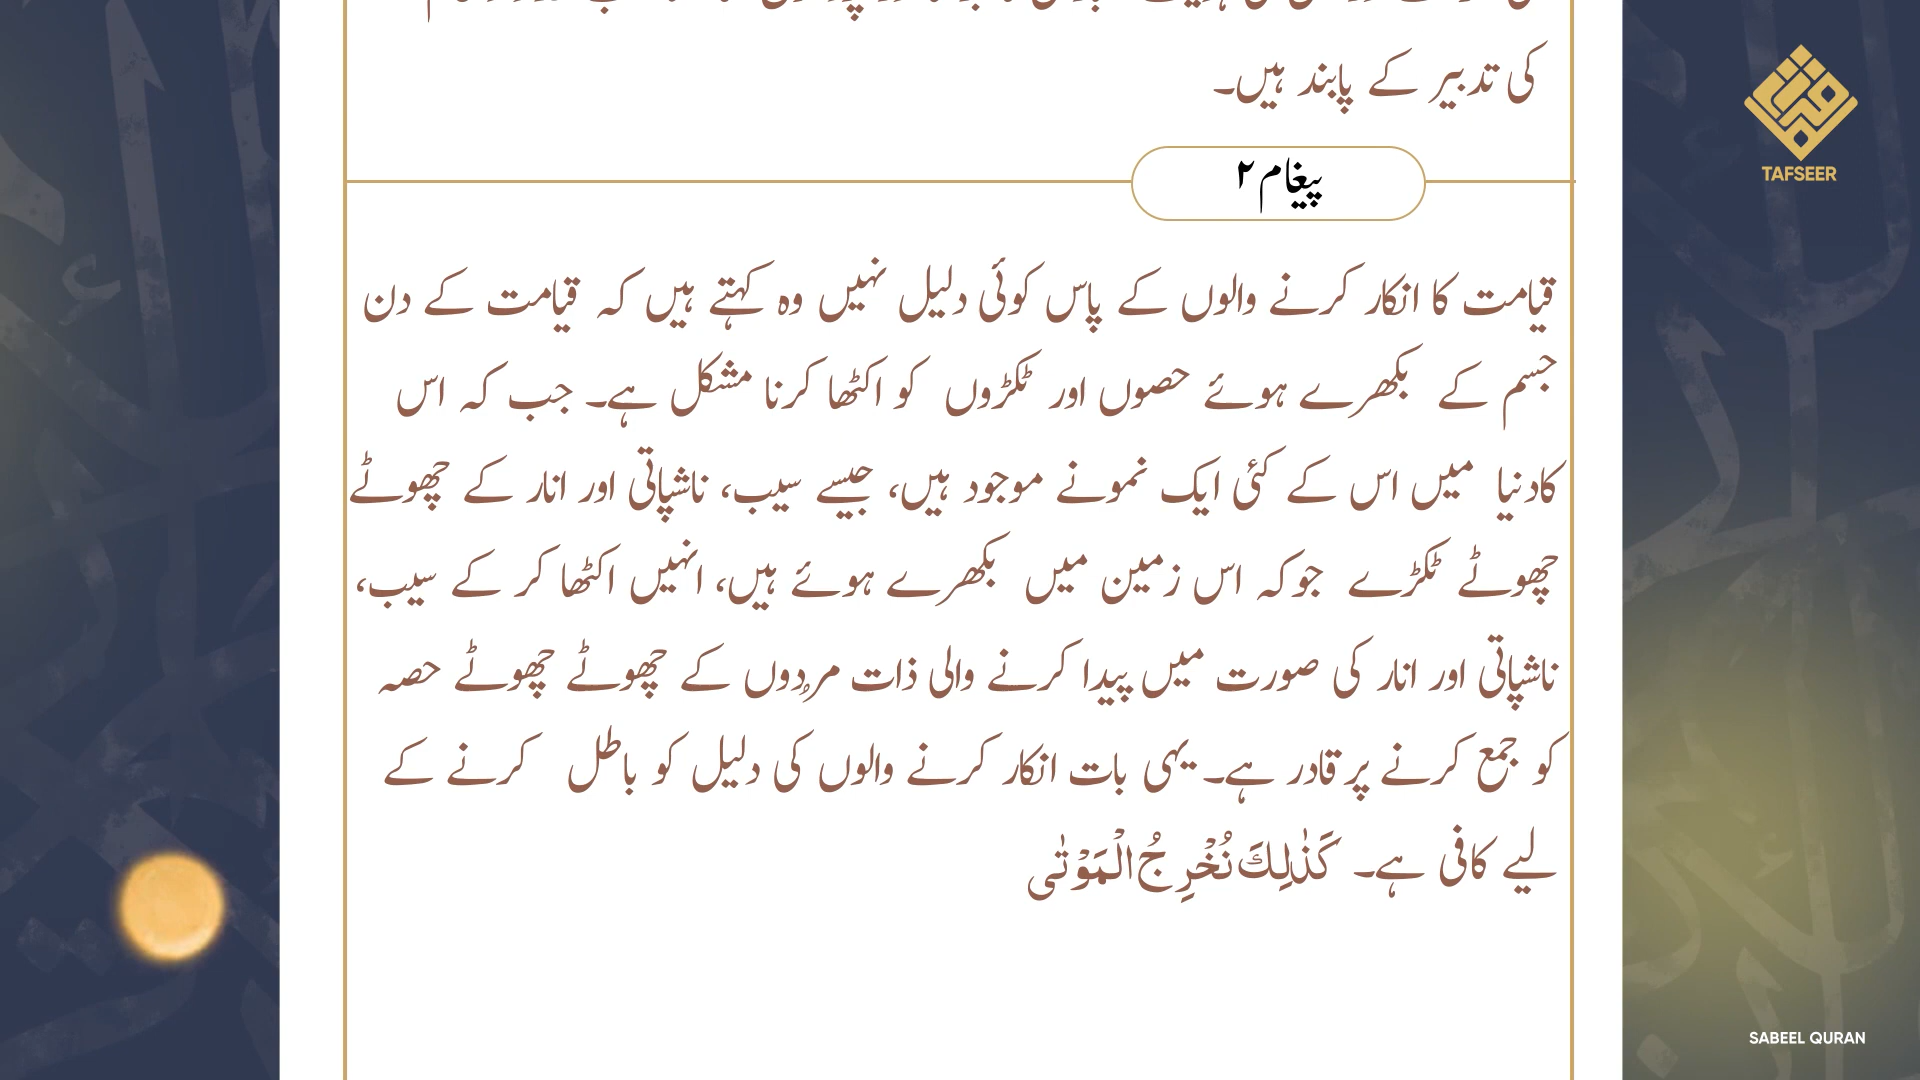 کی تدبیر کے پابند ہیں۔
پیغام ۲
قیامت کا انکار کرنے والوں کے پاس کوئی دلیل نہیں وہ کہتے ہیں کہ قیامت کے دن
جسم کے بکھرے ہوئے حصوں اور ٹکڑوں کو اکٹھا کرنا مشکل ہے۔ جب کہ اس
کادنیا میں اس کے کئی ایک نمونے موجود ہیں، جیسے سیب، ناشپاتی اور انار کے چھوٹے
چھوٹے ٹکڑے جوکہ اس زمین میں بکھرے ہوئے ہیں، انہیں اکٹھا کر کے سیب،
ناشپاتی اور انار کی صورت میں پیدا کرنے والی ذات مرُدوں کے چھوٹے چھوٹے حصہ
کو جمع کرنے پر قادر ہے۔ یہی بات انکار کرنے والوں کی دلیل کو باطل کرنے کے
لیے کافی ہے۔ كَذٰلِكَ نُخْرِجُ الْمَوْتٰى
TAFSEER
SABEEL QURAN